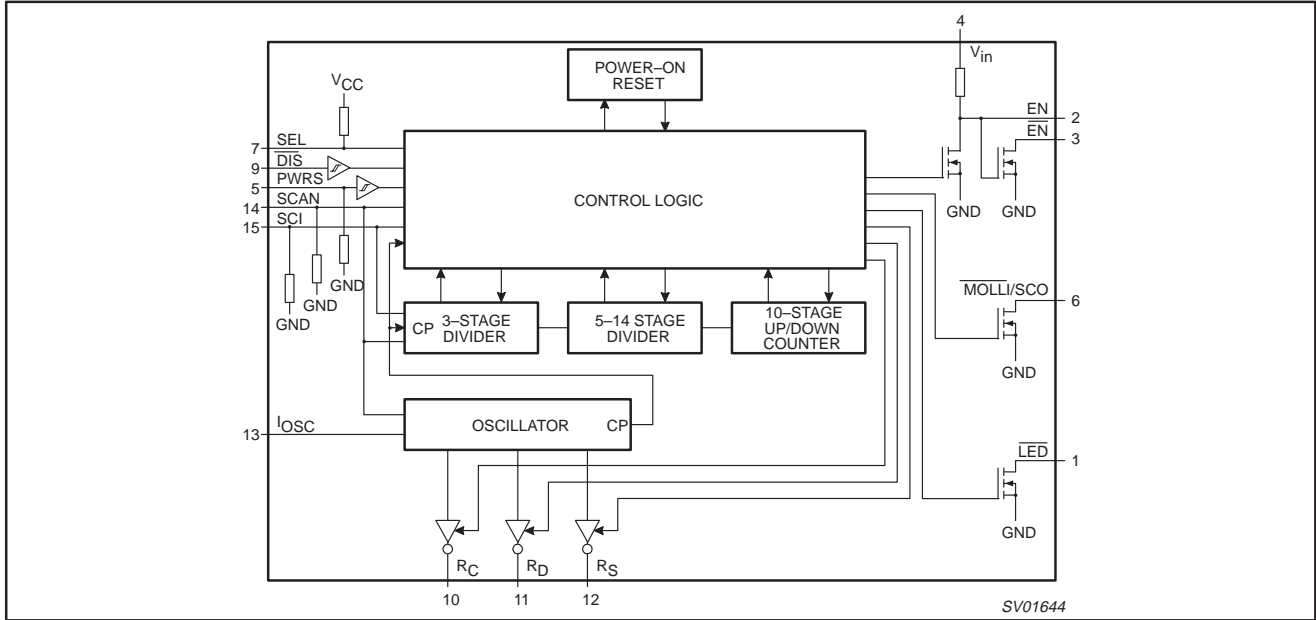 4
Vin
POWER–ON
RESET
VCC
EN
2
EN
3
7
SEL
9
DIS
5
PWRS
14
SCAN
15
SCI
CONTROL LOGIC
GND
GND
GND
GND
GND
MOLLI/SCO
6
CP
3–STAGE
DIVIDER
5–14 STAGE
DIVIDER
10–STAGE
UP/DOWN
COUNTER
GND
13
IOSC
OSCILLATOR
CP
LED
1
GND
RC
RD
RS
10
11
12
SV01644